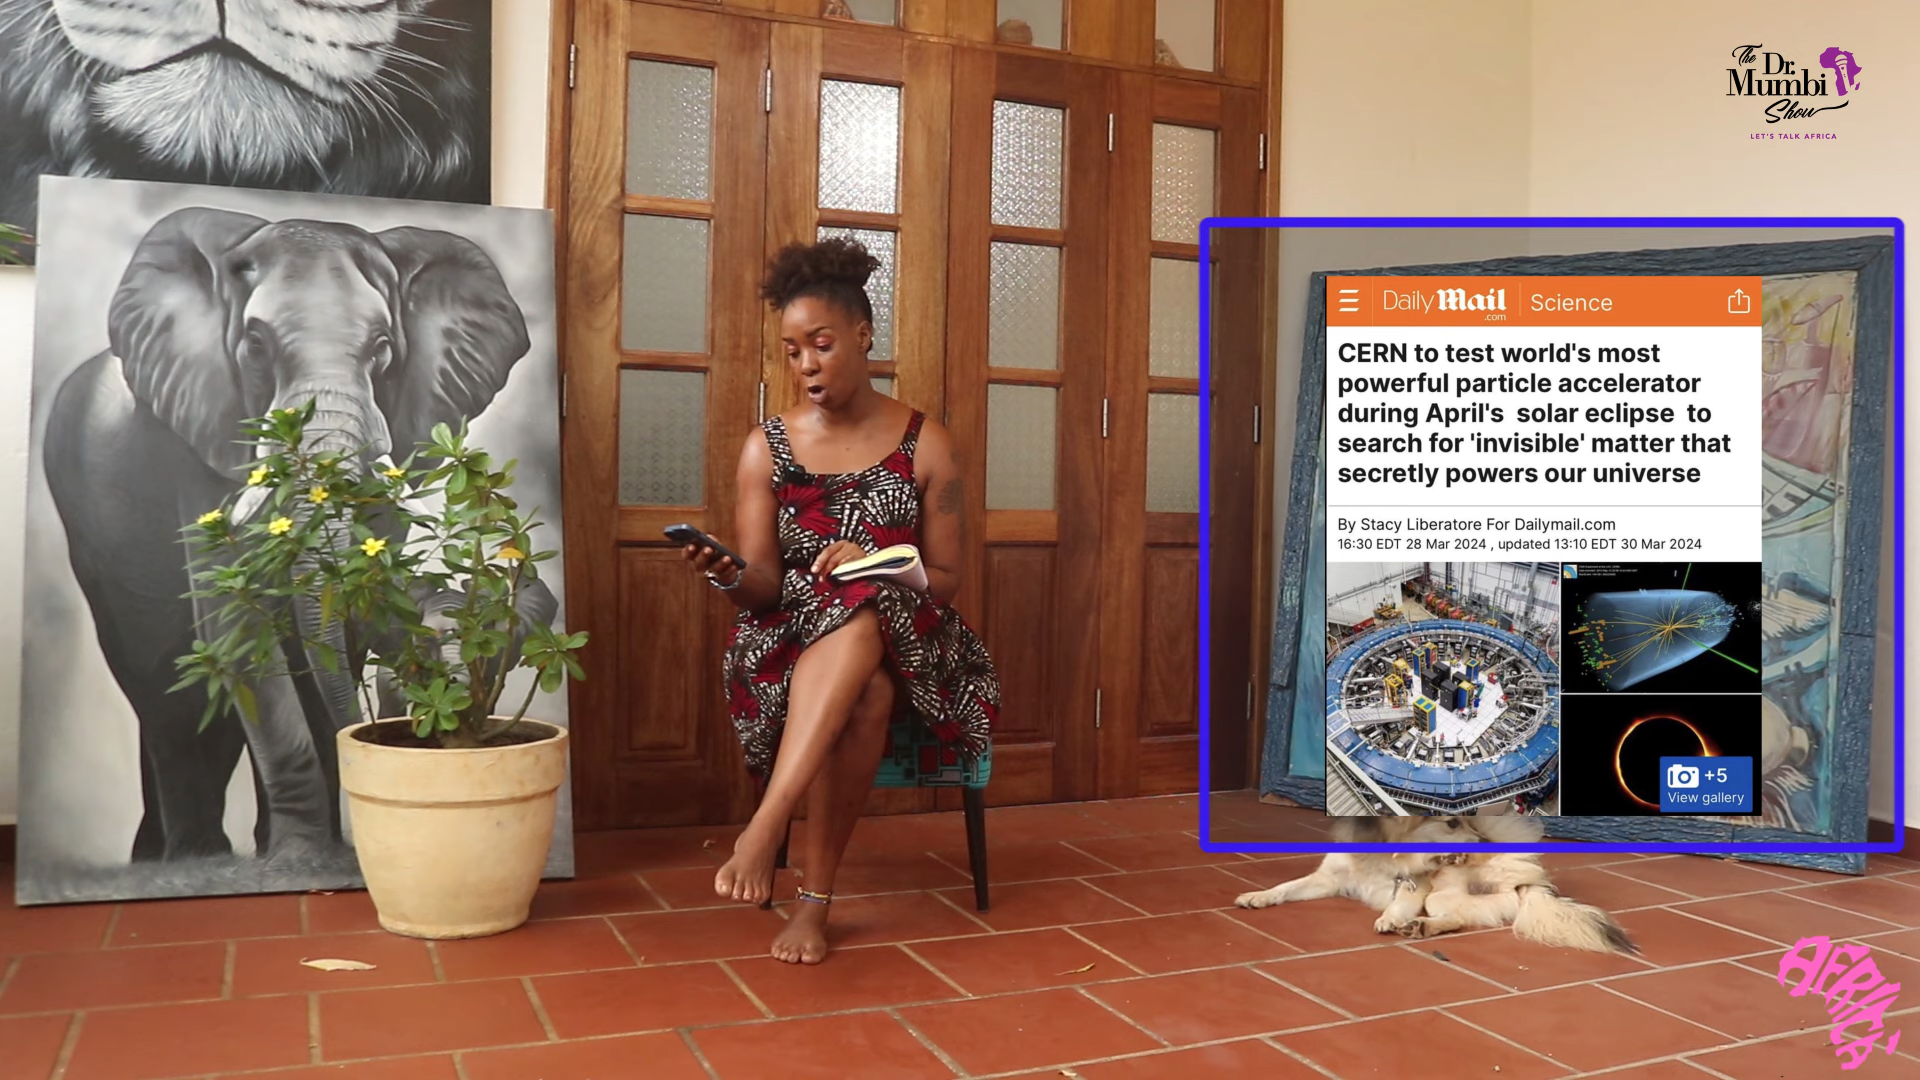 The Dr.
Mumbi
Show
LET'S TALK AFRICA
Daily Mail .com Science
CERN to test world's most
powerful particle accelerator
during April's solar eclipse to
search for 'invisible' matter that
secretly powers our universe
By Stacy Liberatore For Dailymail.com
16:30 EDT 28 Mar 2024 , updated 13:10 EDT 30 Mar 2024
+5
View gallery
AFRICA